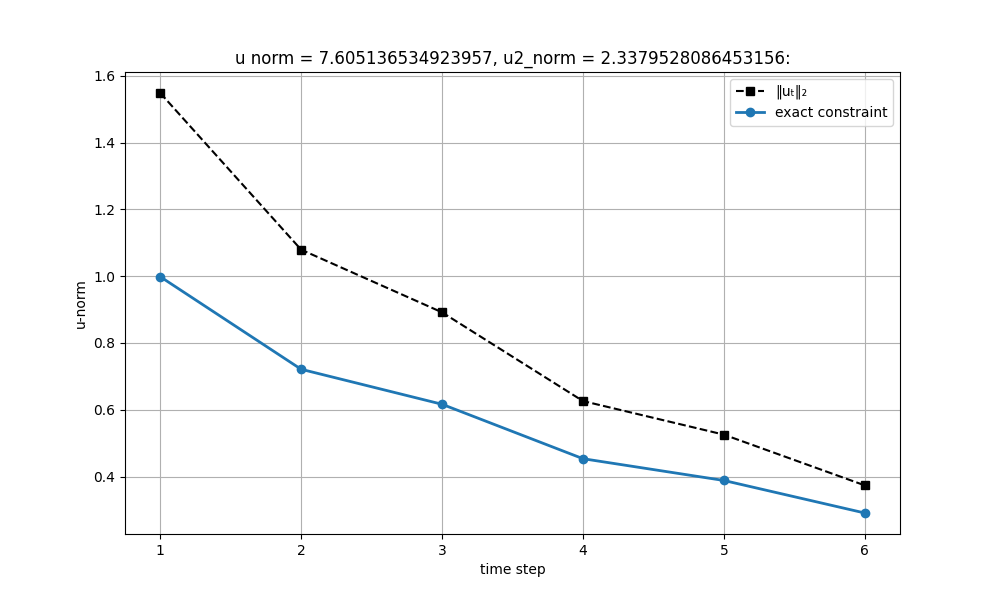 u norm = 7.605136534923957, u2_norm = 2.3379528086453156:
‖uₜ‖₂
exact constraint
u-norm
1.6
1.4
1.2
1.0
0.8
0.6
0.4
1 2 3 4 5 6
time step